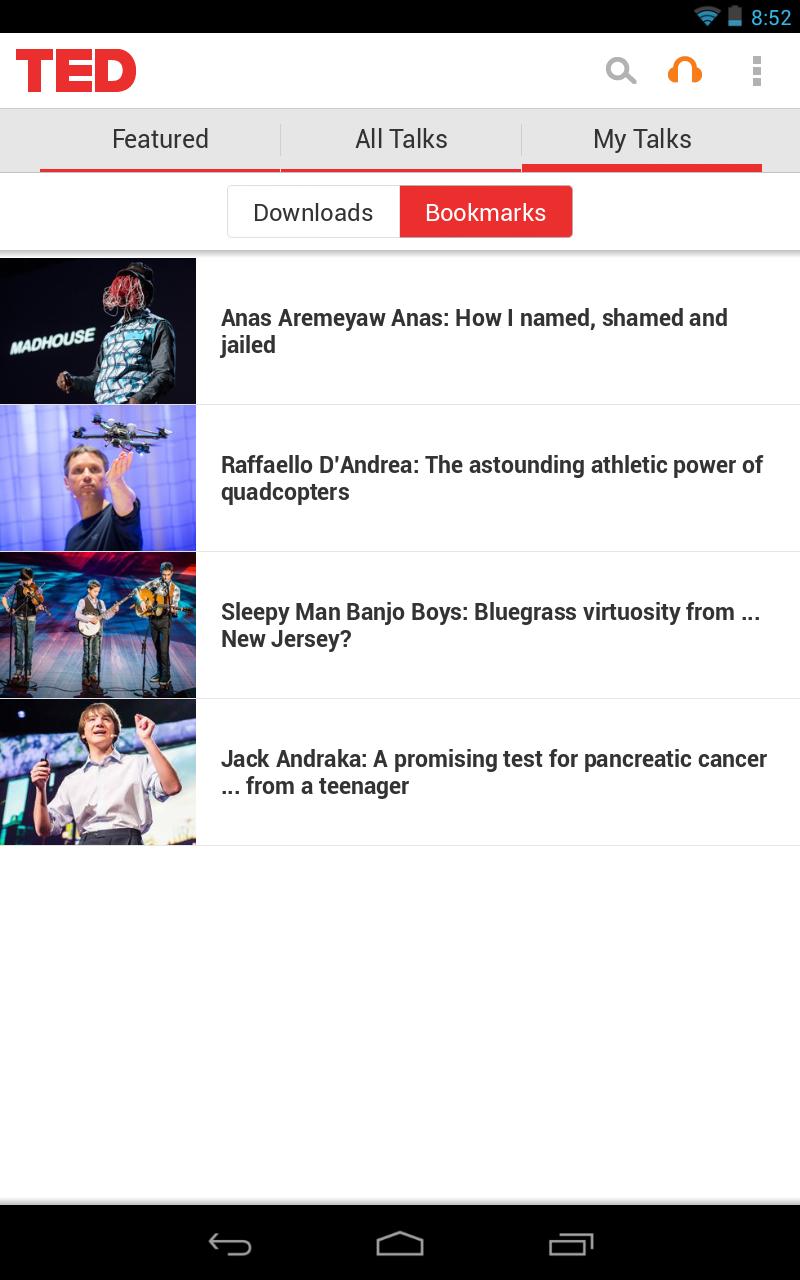 8:52
TED
Featured
All Talks
My Talks
Downloads
Bookmarks
MADHOUSE
Anas Aremeyaw Anas: How I named, shamed and
jailed
Raffaello D'Andrea: The astounding athletic power of
quadcopters
Sleepy Man Banjo Boys: Bluegrass virtuosity from ...
New Jersey?
Jack Andraka: A promising test for pancreatic cancer
... from a teenager